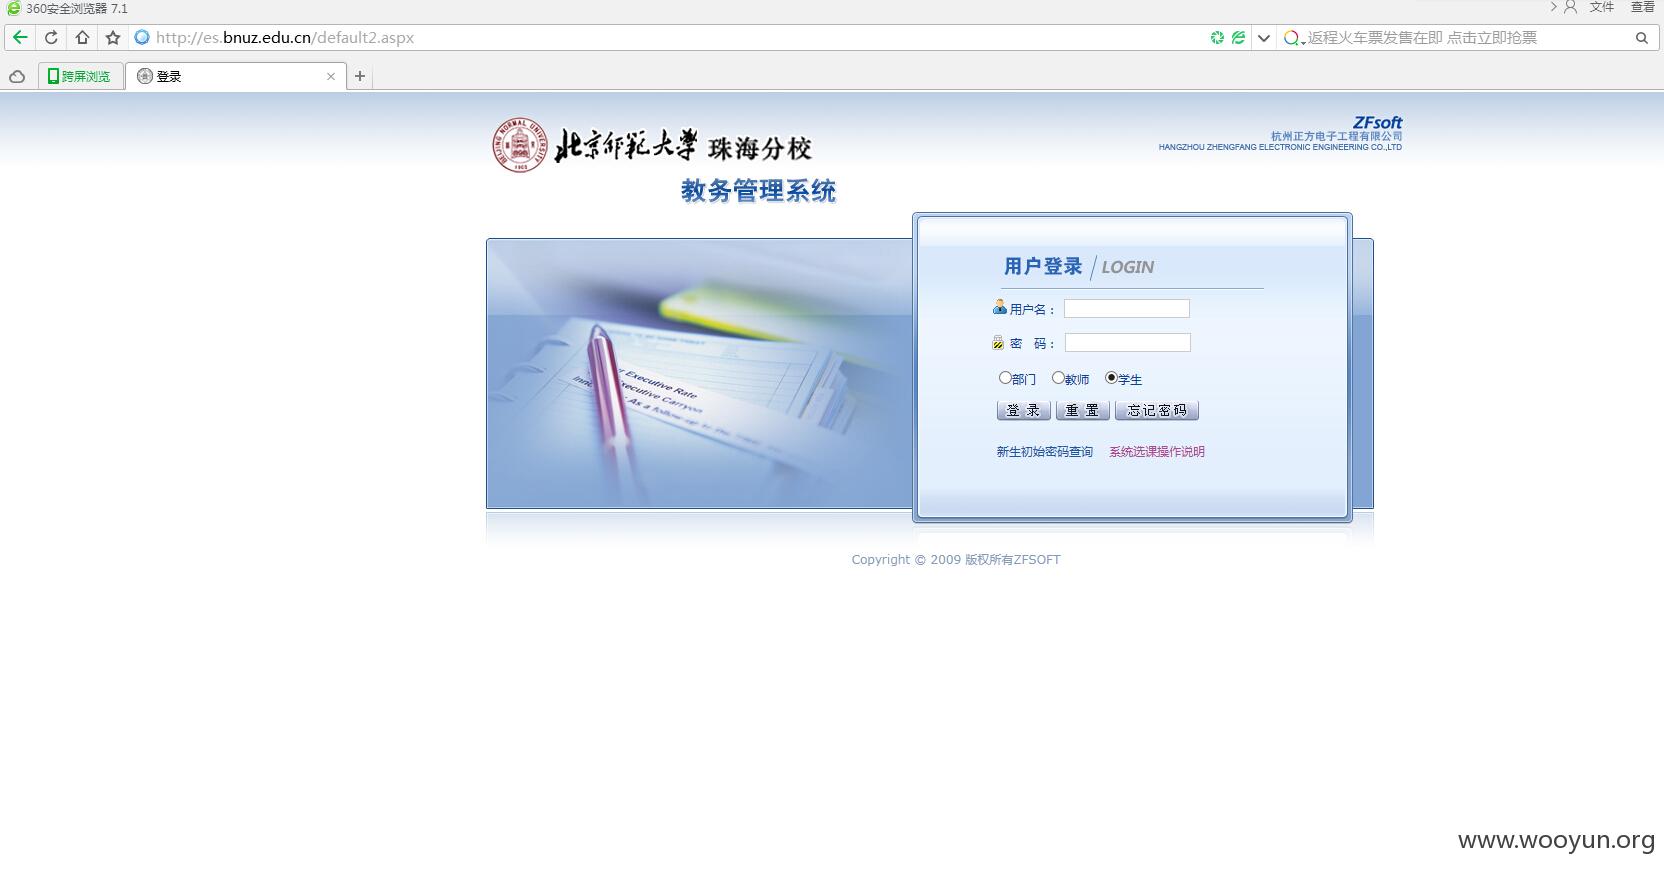 360安全浏览器 7.1
文件 查看
http://es.bnuz.edu.cn/default2.aspx
返程火车票发售在即 点击立即抢票
跨屏浏览
登录
北京师范大学 珠海分校
教务管理系统
ZFsoft
杭州正方电子工程有限公司
HANGZHOU ZHENGFANG ELECTRONIC ENGINEERING CO.,LTD
BEIJING NORMAL UNIVERSITY
1902
用户登录 / LOGIN
用户名：
密 码：
部门 教师 学生
登 录 重 置 忘记密码
新生初始密码查询 系统选课操作说明
Executive Rate
Executive Carryon
As a follow-up to the
Copyright © 2009 版权所有ZFSOFT
www.wooyun.org